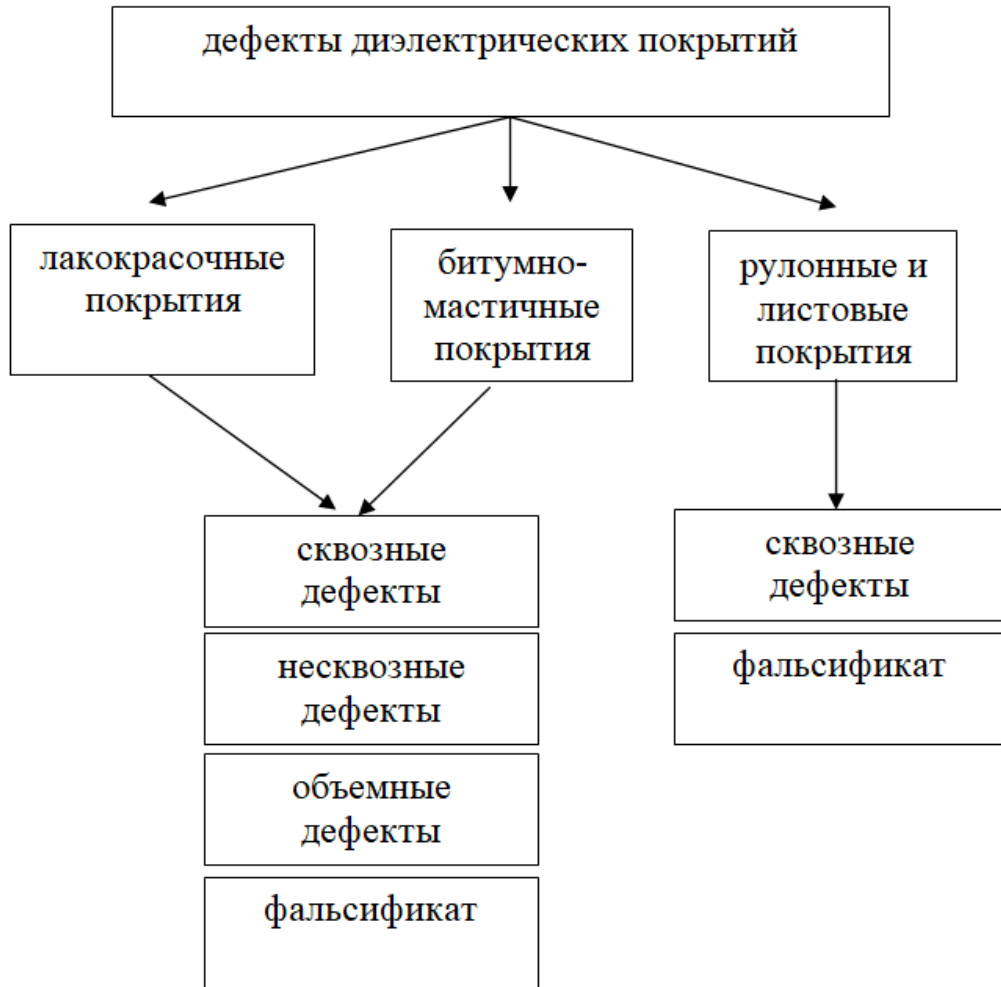 дефекты диэлектрических покрытий
лакокрасочные
покрытия
битумно-
мастичные
покрытия
рулонные и
листовые
покрытия
сквозные
дефекты
несквозные
дефекты
объемные
дефекты
фальсификат
сквозные
дефекты
фальсификат